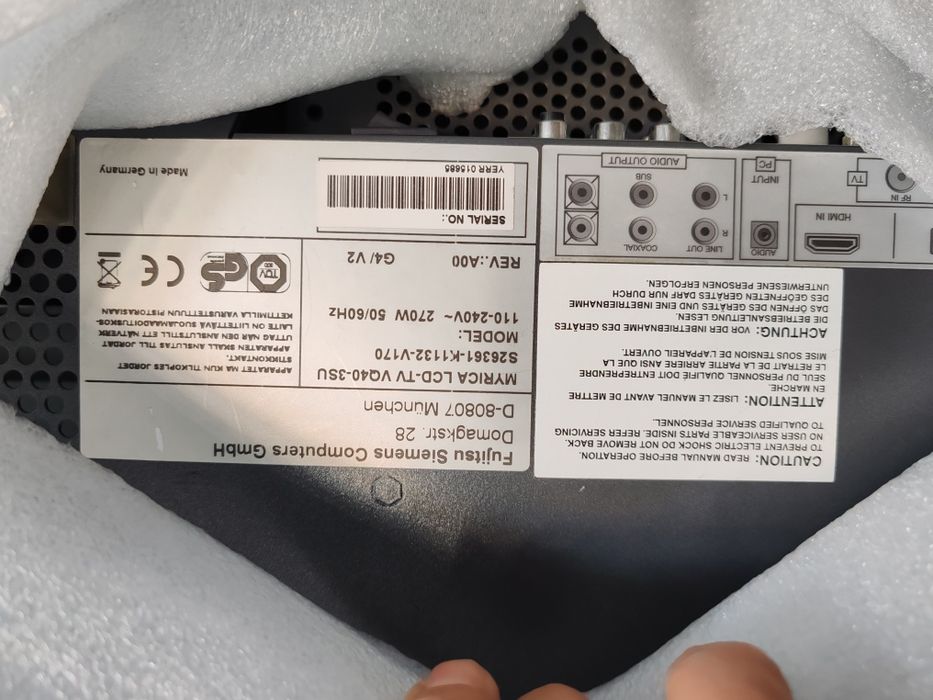 Fujitsu Siemens Computers GmbH
Domagkstr. 28
D-80807 München
MYRICA LCD-TV VQ40-3SU
S26361-K1132-V170
MODEL:
110-240V~ 270W 50/60Hz
REV.:A00 G4/V2
APPARATET MA KUN TILKOPLES JORDET
STIKKONTAKT.
APPARATEN SKALL ANSLUTAS TILL JORDAT
UTTAG NÄR DEN ANSLUTS TILL ETT NÄTVERK
LAITE ON LIITETTÄVÄ SUOJAMAADOITUSKOS-
KETTIMILLA VARUSTETTUUN PISTORASIAAN
TÜV
GS
CE
SERIAL NO.:
YERR 015685
Made in Germany
CAUTION: READ MANUAL BEFORE OPERATION.
TO PREVENT ELECTRIC SHOCK DO NOT REMOVE BACK.
NO USER SERVICEABLE PARTS INSIDE. REFER SERVICING
TO QUALIFIED SERVICE PERSONNEL.
ATTENTION: LISEZ LE MANUEL AVANT DE METTRE
EN MARCHE.
SEUL DU PERSONNEL QUALIFIÉ DOIT ENTREPRENDRE
LE RETRAIT DE LA PARTIE ARRIERE ANSI QUE LA
MISE SOUS TENSION DE L'APPAREIL OUVERT.
ACHTUNG: VOR DER INBETRIEBNAHME DES GERÄTES
DIE BETRIEBSANLEITUNG LESEN.
DAS ÖFFNEN DES GERÄTES UND EINE INBETRIEBNAHME
DES GEÖFFNETEN GERÄTES DARF NUR DURCH
UNTERWIESENE PERSONEN ERFOLGEN.
HDMI IN
RF IN
TV
AUDIO
INPUT
PC
LINE OUT
R
L
COAXIAL
SUB
AUDIO OUTPUT